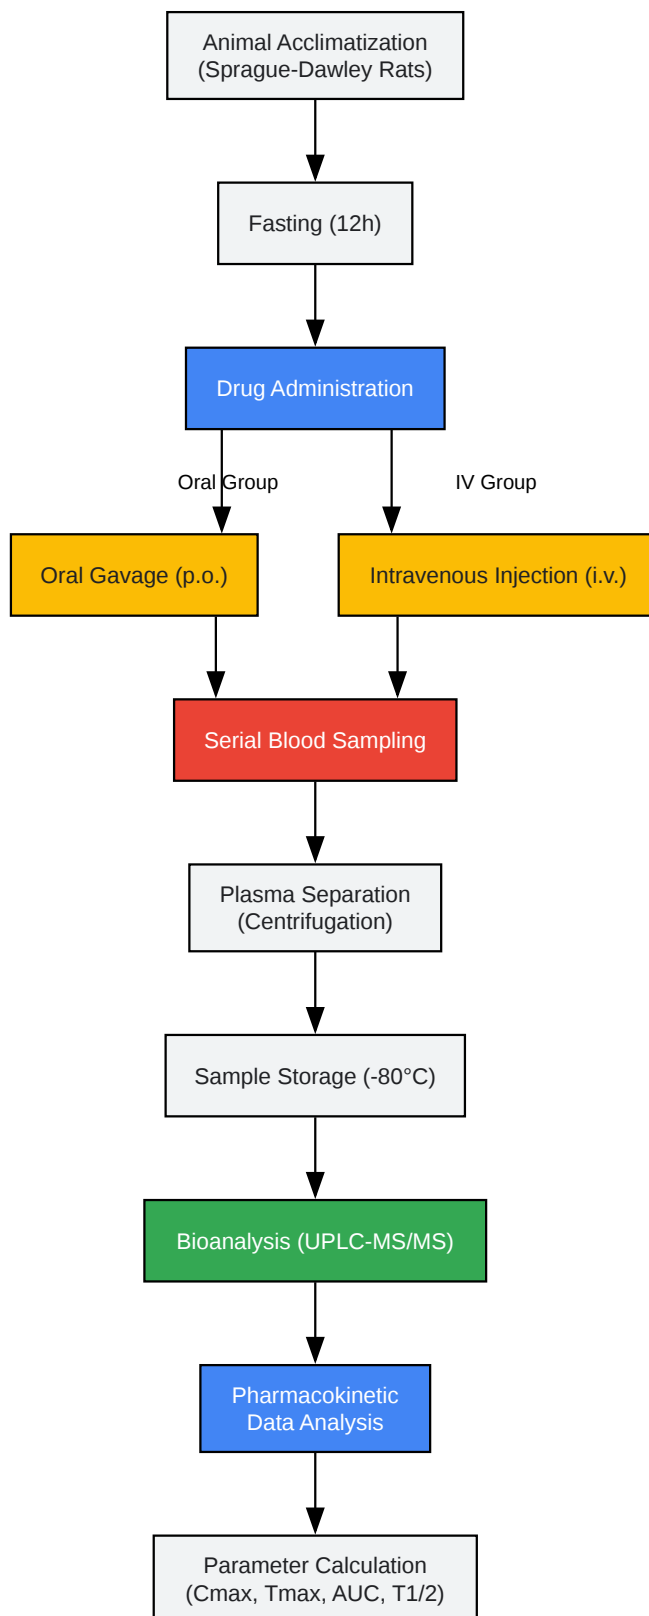 Animal Acclimatization
(Sprague-Dawley Rats)
Fasting (12h)
Drug Administration
Oral Group
IV Group
Oral Gavage (p.o.)
Intravenous Injection (i.v.)
Serial Blood Sampling
Plasma Separation
(Centrifugation)
Sample Storage (-80°C)
Bioanalysis (UPLC-MS/MS)
Pharmacokinetic
Data Analysis
Parameter Calculation
(Cmax, Tmax, AUC, T1/2)